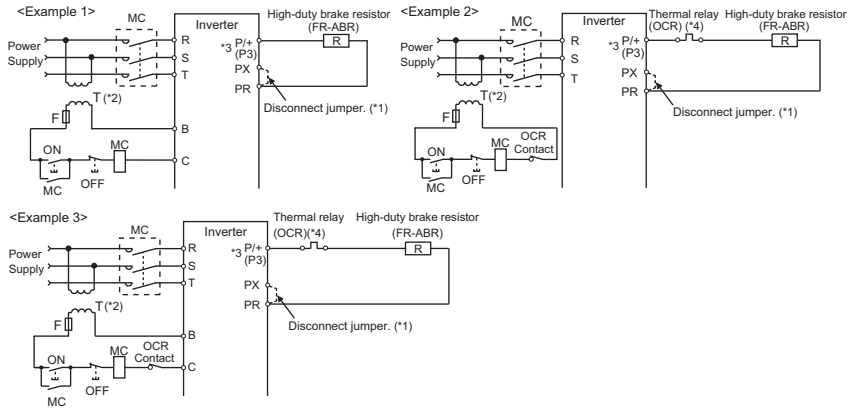 <Example 1>
MC
Inverter
High-duty brake resistor
(FR-ABR)
Power
Supply
R
S
T
*3 P/+
(P3)
R
PX
PR
Disconnect jumper. (*1)
T(*2)
F
B
ON
MC
C
OFF
MC
<Example 2>
MC
Inverter
Thermal relay
(OCR) (*4)
High-duty brake resistor
(FR-ABR)
Power
Supply
R
S
T
*3 P/+
(P3)
R
PX
PR
Disconnect jumper. (*1)
T(*2)
F
ON
MC
OCR
Contact
OFF
MC
<Example 3>
MC
Inverter
Thermal relay
(OCR)(*4)
High-duty brake resistor
(FR-ABR)
Power
Supply
R
S
T
*3 P/+
(P3)
R
PX
PR
Disconnect jumper. (*1)
T(*2)
F
B
ON
MC
OCR
Contact
C
OFF
MC